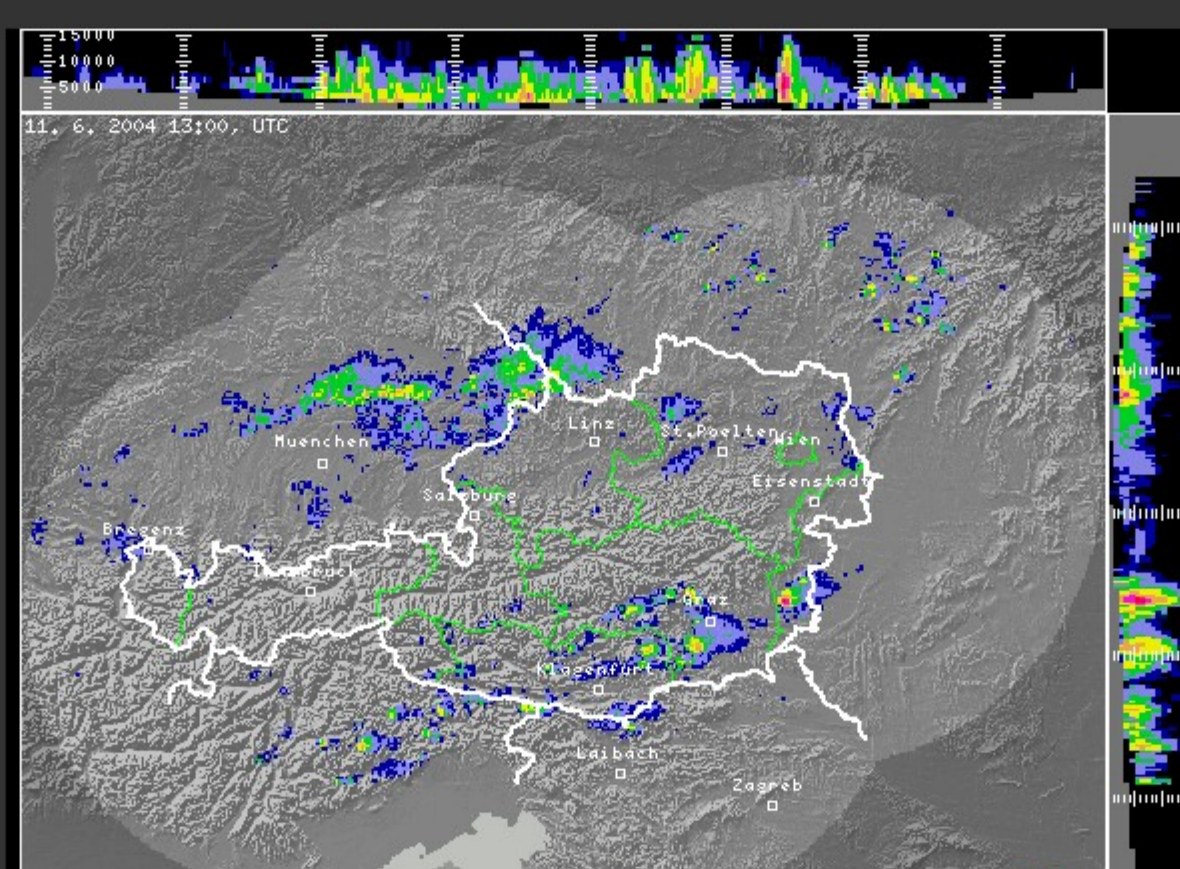 15000
10000
5000
11. 6. 2004 13:00, UTC
Linz
St.Poelten
Wien
Muenchen
Eisenstadt
Salzburg
Bregenz
Innsbruck
Graz
Klagenfurt
Laibach
Zagreb